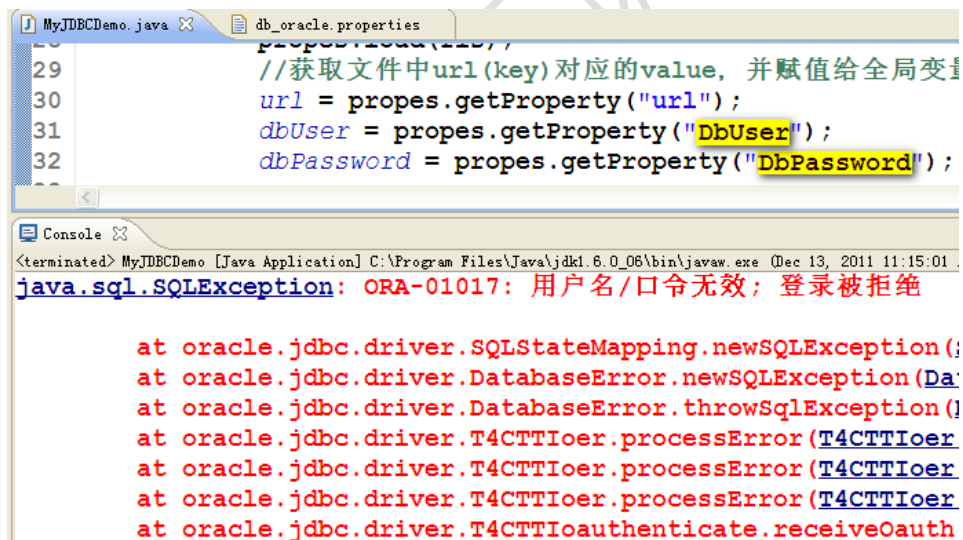 MyJDBCDemo.java db_oracle.properties
29 //获取文件中url(key)对应的value, 并赋值给全局变量
30 url = propes.getProperty("url");
31 dbUser = propes.getProperty("DbUser");
32 dbPassword = propes.getProperty("DbPassword");
Console
<terminated> MyJDBCDemo [Java Application] C:\Program Files\Java\jdk1.6.0_06\bin\javaw.exe (Dec 13, 2011 11:15:01
java.sql.SQLException: ORA-01017: 用户名/口令无效; 登录被拒绝
at oracle.jdbc.driver.SQLStateMapping.newSQLException(
at oracle.jdbc.driver.DatabaseError.newSQLException(Da
at oracle.jdbc.driver.DatabaseError.throwSqlException(
at oracle.jdbc.driver.T4CTTIoer.processError(T4CTTIoer.
at oracle.jdbc.driver.T4CTTIoer.processError(T4CTTIoer.
at oracle.jdbc.driver.T4CTTIoer.processError(T4CTTIoer.
at oracle.jdbc.driver.T4CTTIoauthenticate.receiveOauth